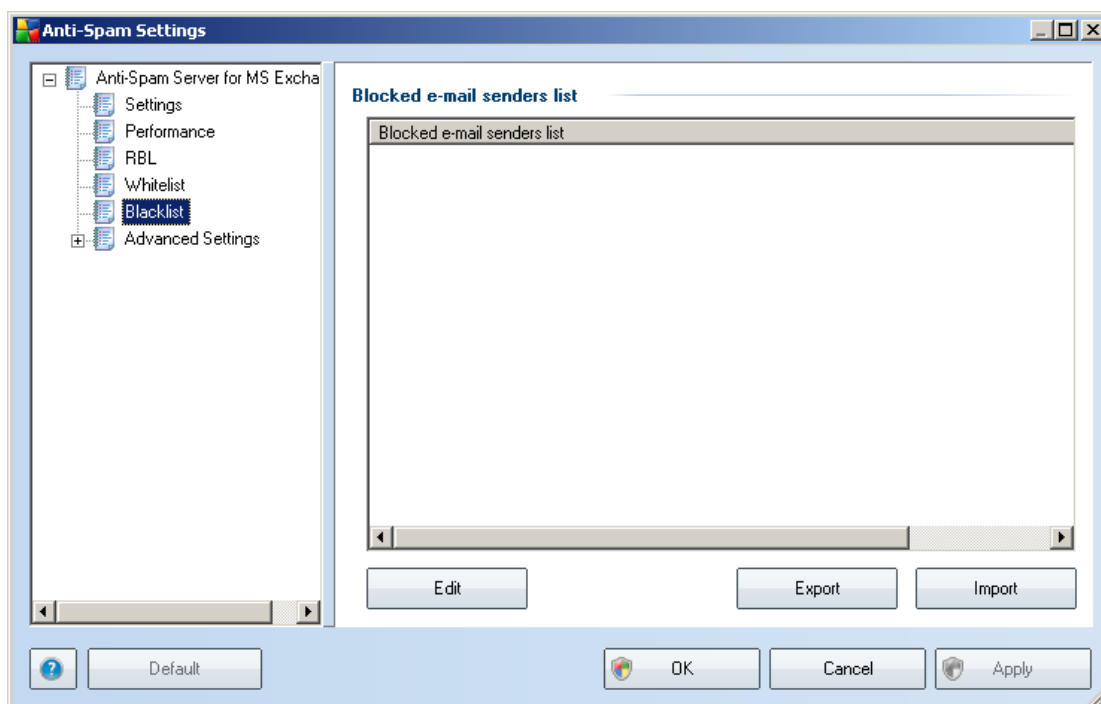 Anti-Spam Settings
Anti-Spam Server for MS Excha
Settings
Performance
RBL
Whitelist
Blacklist
Advanced Settings
Blocked e-mail senders list
Blocked e-mail senders list
Edit
Export
Import
?
Default
OK
Cancel
Apply